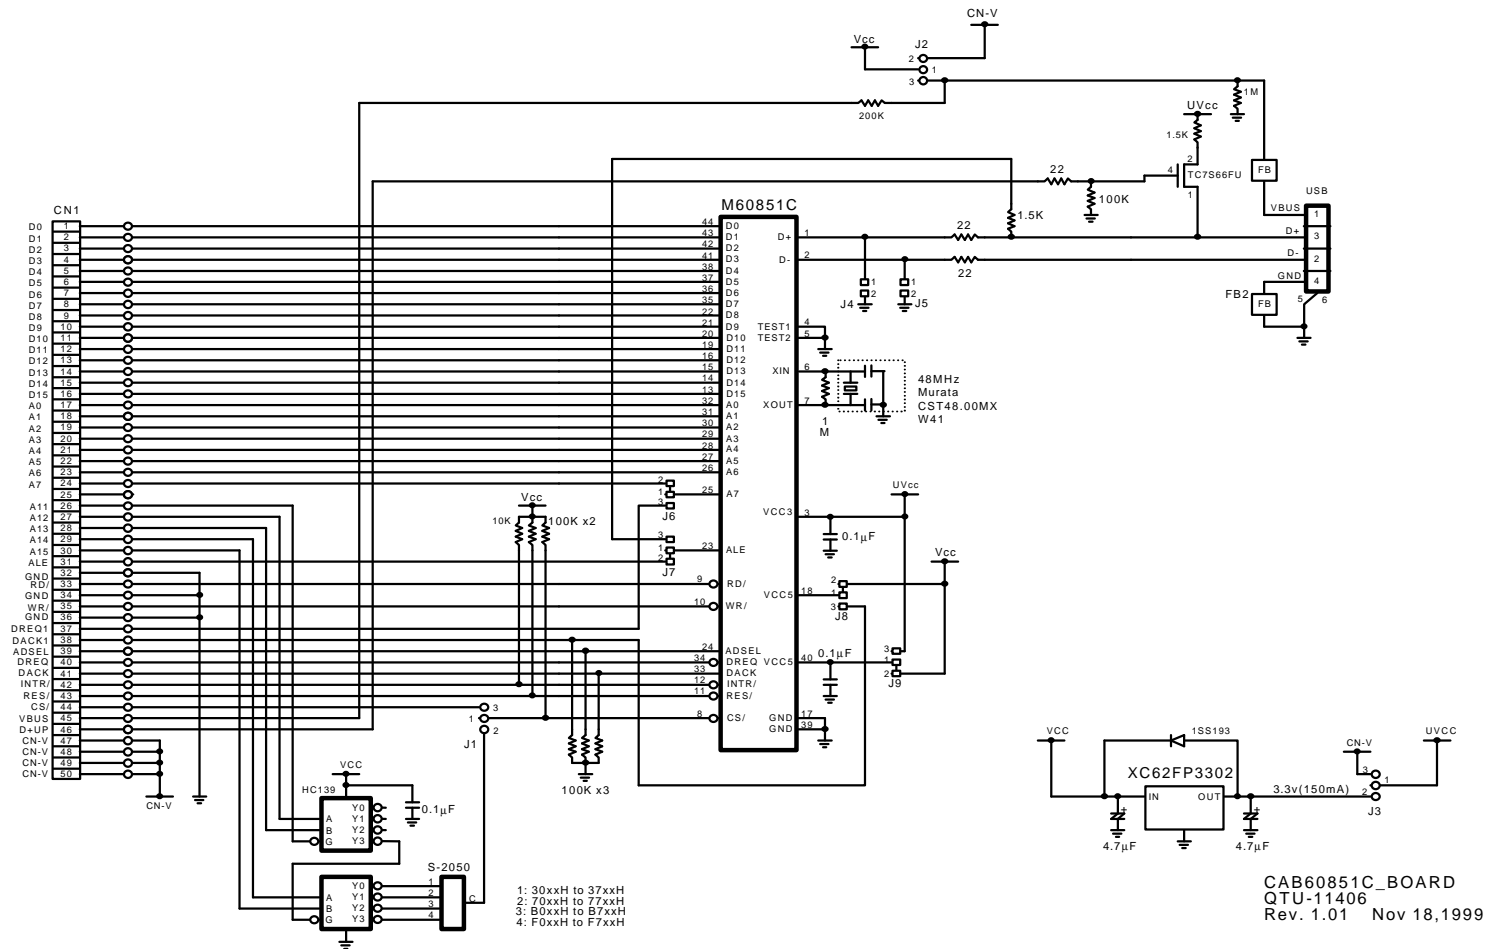 CN-V
Vcc
J2
2
1
3
200K
1M
UVcc
1.5K
2
4
TC7S66FU
1
22
100K
FB
USB
VBUS 1
D+ 3
D- 2
GND 4
5 6
FB2
FB
1.5K
22
22
1
2
J4
1
2
J5
CN1
D0 1
D1 2
D2 3
D3 4
D4 5
D5 6
D6 7
D7 8
D8 9
D9 10
D10 11
D11 12
D12 13
D13 14
D14 15
D15 16
A0 17
A1 18
A2 19
A3 20
A4 21
A5 22
A6 23
A7 24
25
A11 26
A12 27
A13 28
A14 29
A15 30
ALE 31
GND 32
RD/ 33
GND 34
WR/ 35
GND 36
DREQ1 37
DACK1 38
ADSEL 39
DREQ 40
DACK 41
INTR/ 42
RES/ 43
CS/ 44
VBUS 45
D+UP 46
CN-V 47
CN-V 48
CN-V 49
CN-V 50
CN-V
M60851C
44 D0
43 D1
42 D2
41 D3
38 D4
37 D5
36 D6
35 D7
22 D8
21 D9
20 D10
19 D11
16 D12
15 D13
14 D14
13 D15
32 A0
31 A1
30 A2
29 A3
28 A4
27 A5
26 A6
25 A7
23 ALE
9 RD/
10 WR/
24 ADSEL
34 DREQ
33 DACK
12 INTR/
11 RES/
8 CS/
D+ 1
D- 2
TEST1 4
TEST2 5
XIN 6
XOUT 7
VCC3 3
VCC5 18
VCC5 40
GND 17
GND 39
1
M
48MHz
Murata
CST48.00MX
W41
2
1
3
J6
3
1
2
J7
Vcc
10K
100K x2
100K x3
UVcc
0.1µF
Vcc
2
1
3
J8
0.1µF
3
1
2
J9
3
1
2
J1
VCC
HC139
0.1µF
A
B
G
Y0
Y1
Y2
Y3
A
B
G
Y0
Y1
Y2
Y3
S-2050
1
2
3
4
C
1: 30xxH to 37xxH
2: 70xxH to 77xxH
3: B0xxH to B7xxH
4: F0xxH to F7xxH
VCC
1SS193
XC62FP3302
IN OUT
+
4.7µF
+
4.7µF
3.3v(150mA)
CN-V
UVCC
3
1
2
J3
CAB60851C_BOARD
QTU-11406
Rev. 1.01 Nov 18,1999